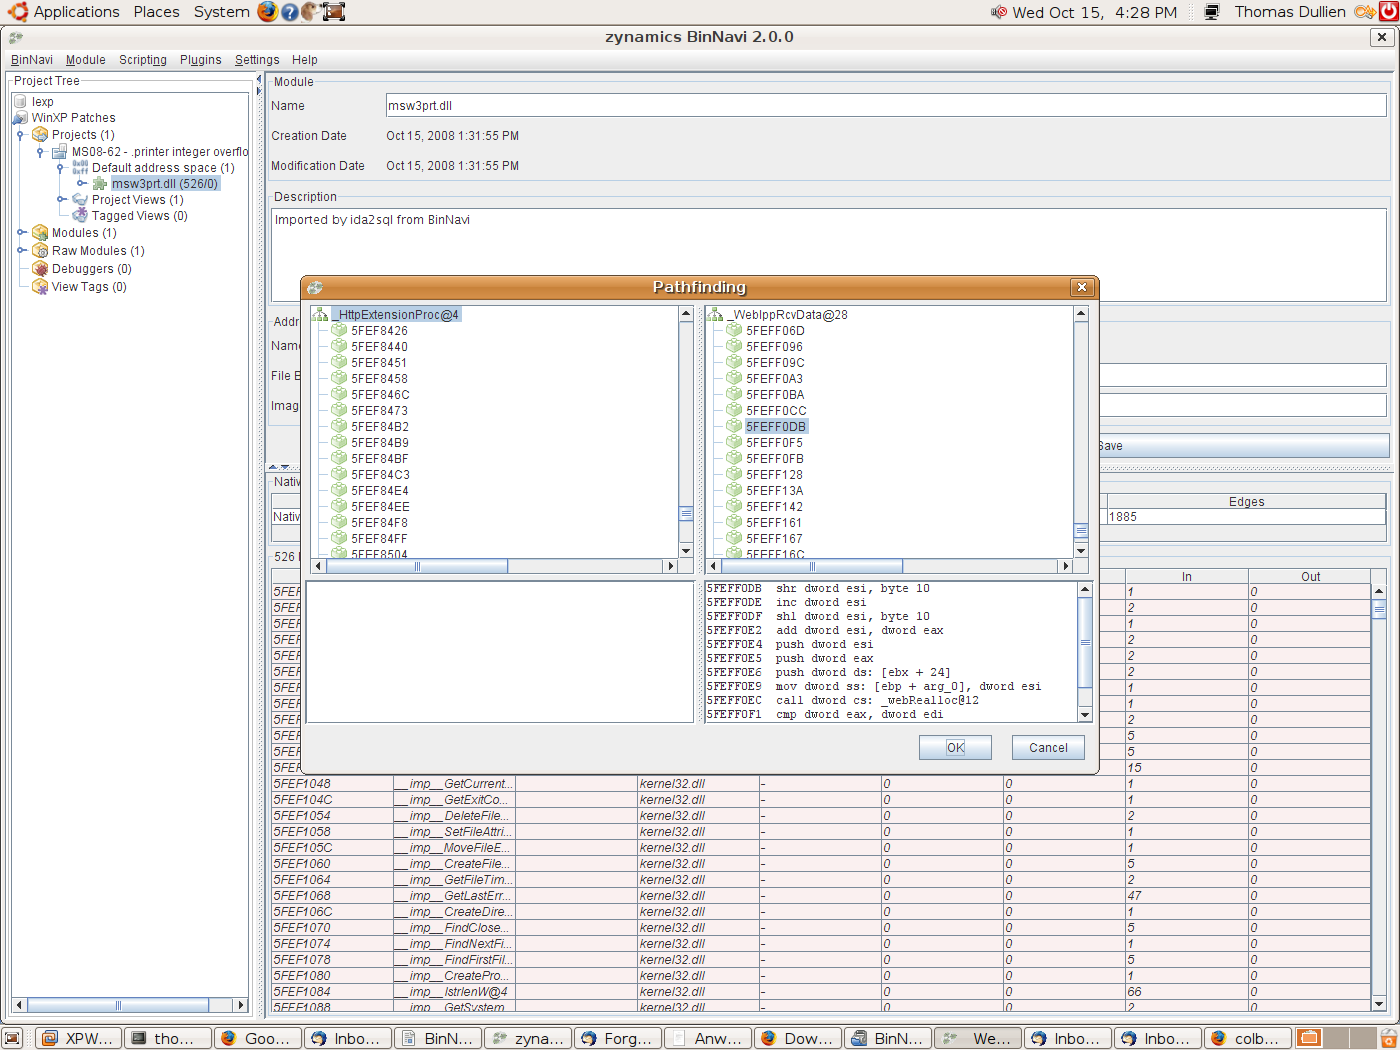 Applications Places System Wed Oct 15, 4:28 PM Thomas Dullien
zynamics BinNavi 2.0.0
BinNavi Module Scripting Plugins Settings Help
Project Tree
lexp
WinXP Patches
Projects (1)
MS08-62 - .printer integer overflo
Default address space (1)
msw3prt.dll (526/0)
Project Views (1)
Tagged Views (0)
Modules (1)
Raw Modules (1)
Debuggers (0)
View Tags (0)
Module
Name msw3prt.dll
Creation Date Oct 15, 2008 1:31:55 PM
Modification Date Oct 15, 2008 1:31:55 PM
Description
Imported by ida2sql from BinNavi
Addr
Name
File E
Imag
Save
Nativ
Edges
Nativ 1885
526
In Out
Pathfinding
_HttpExtensionProc@4
5FEF8426
5FEF8440
5FEF8451
5FEF8458
5FEF846C
5FEF8473
5FEF84B2
5FEF84B9
5FEF84BF
5FEF84C3
5FEF84E4
5FEF84EE
5FEF84F8
5FEF84FF
5FEF8504
_WebIppRcvData@28
5FEFF06D
5FEFF096
5FEFF09C
5FEFF0A3
5FEFF0BA
5FEFF0CC
5FEFF0DB
5FEFF0F5
5FEFF0FB
5FEFF128
5FEFF13A
5FEFF142
5FEFF161
5FEFF167
5FEFF16C
5FEFF0DB shr dword esi, byte 10
5FEFF0DE inc dword esi
5FEFF0DF shl dword esi, byte 10
5FEFF0E2 add dword esi, dword eax
5FEFF0E4 push dword esi
5FEFF0E5 push dword eax
5FEFF0E6 push dword ds: [ebx + 24]
5FEFF0E9 mov dword ss: [ebp + arg_0], dword esi
5FEFF0EC call dword cs: _webRealloc@12
5FEFF0F1 cmp dword eax, dword edi
OK Cancel
5FEF 1 0
5FEF 2 0
5FEF 1 0
5FEF 2 0
5FEF 2 0
5FEF 2 0
5FEF 1 0
5FEF 1 0
5FEF 2 0
5FEF 5 0
5FEF 5 0
5FEF 15 0
5FEF1048 __imp__GetCurrent... kernel32.dll - 0 0 1 0
5FEF104C __imp__GetExitCo... kernel32.dll - 0 0 1 0
5FEF1054 __imp__DeleteFile... kernel32.dll - 0 0 2 0
5FEF1058 __imp__SetFileAttri... kernel32.dll - 0 0 1 0
5FEF105C __imp__MoveFileE... kernel32.dll - 0 0 1 0
5FEF1060 __imp__CreateFile... kernel32.dll - 0 0 5 0
5FEF1064 __imp__GetFileTim... kernel32.dll - 0 0 2 0
5FEF1068 __imp__GetLastErr... kernel32.dll - 0 0 47 0
5FEF106C __imp__CreateDire... kernel32.dll - 0 0 1 0
5FEF1070 __imp__FindClose... kernel32.dll - 0 0 5 0
5FEF1074 __imp__FindNextFi... kernel32.dll - 0 0 1 0
5FEF1078 __imp__FindFirstFil... kernel32.dll - 0 0 5 0
5FEF1080 __imp__CreatePro... kernel32.dll - 0 0 1 0
5FEF1084 __imp__lstrlenW@4 kernel32.dll - 0 0 66 0
5FEF1088 __imp__GetSystem kernel32.dll - 0 0 2 0
XPW... tho... Goo... Inbo... BinN... zyna... Forg... Anw... Dow... BinN... We... Inbo... Inbo... colb...